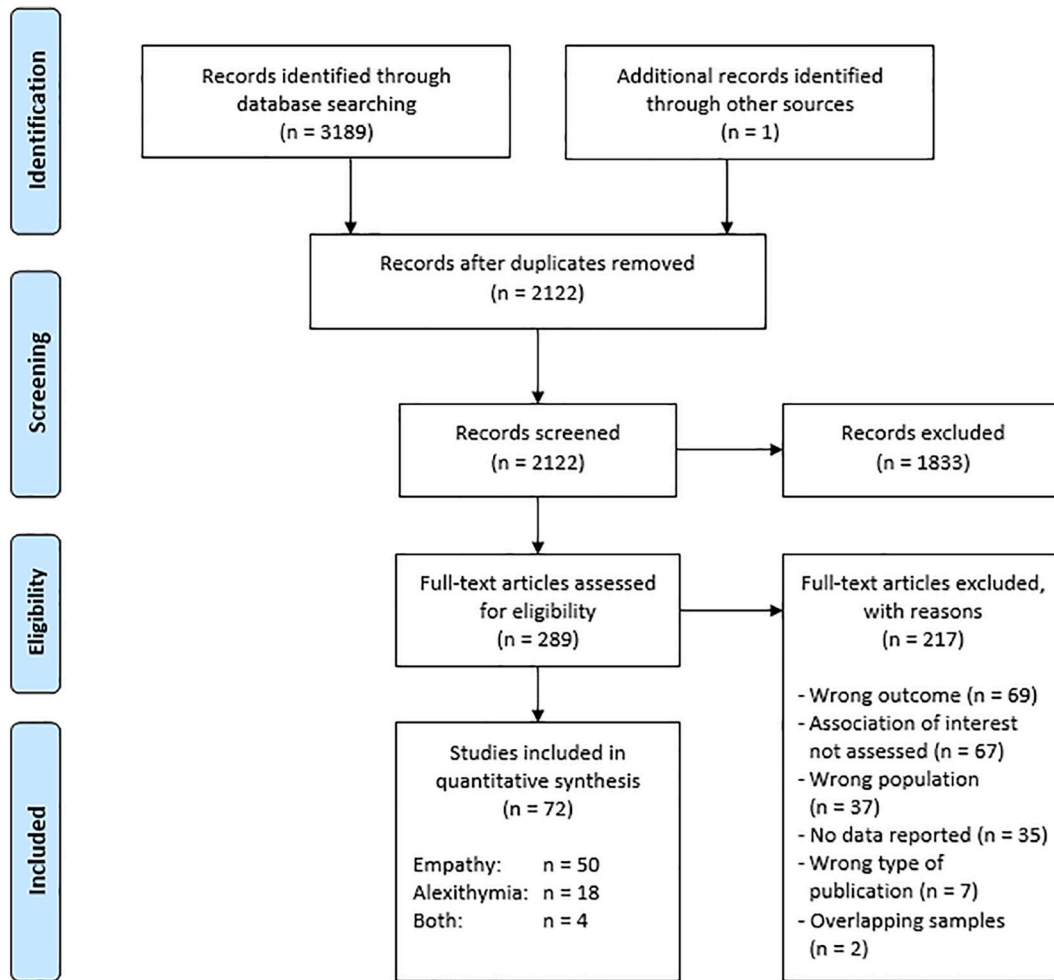 Identification
Records identified through
database searching
(n = 3189)
Additional records identified
through other sources
(n = 1)
Records after duplicates removed
(n = 2122)
Screening
Records screened
(n = 2122)
Records excluded
(n = 1833)
Eligibility
Full-text articles assessed
for eligibility
(n = 289)
Full-text articles excluded,
with reasons
(n = 217)
- Wrong outcome (n = 69)
- Association of interest
not assessed (n = 67)
- Wrong population
(n = 37)
- No data reported (n = 35)
- Wrong type of
publication (n = 7)
- Overlapping samples
(n = 2)
Included
Studies included in
quantitative synthesis
(n = 72)
Empathy: n = 50
Alexithymia: n = 18
Both: n = 4